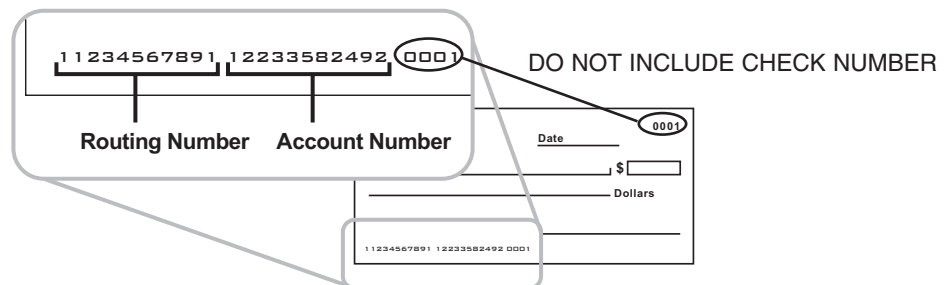 11234567891 12233582492 0001
DO NOT INCLUDE CHECK NUMBER
Routing Number Account Number
0001
Date
$
Dollars
11234567891 12233582492 0001